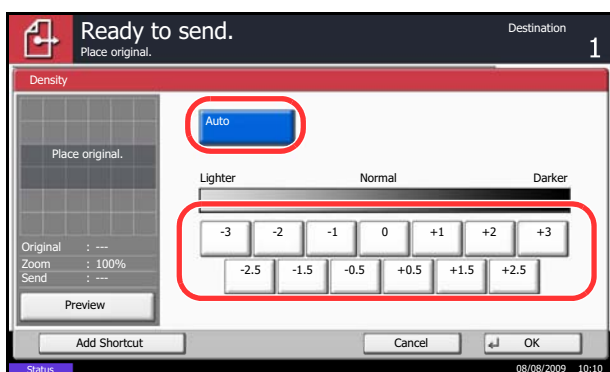 Ready to send.
Place original.
Destination
1
Density
Place original.
Auto
Lighter Normal Darker
-3 -2 -1 0 +1 +2 +3
-2.5 -1.5 -0.5 +0.5 +1.5 +2.5
Original : ---
Zoom : 100%
Send : ---
Preview
Add Shortcut
Cancel
OK
Status
08/08/2009 10:10